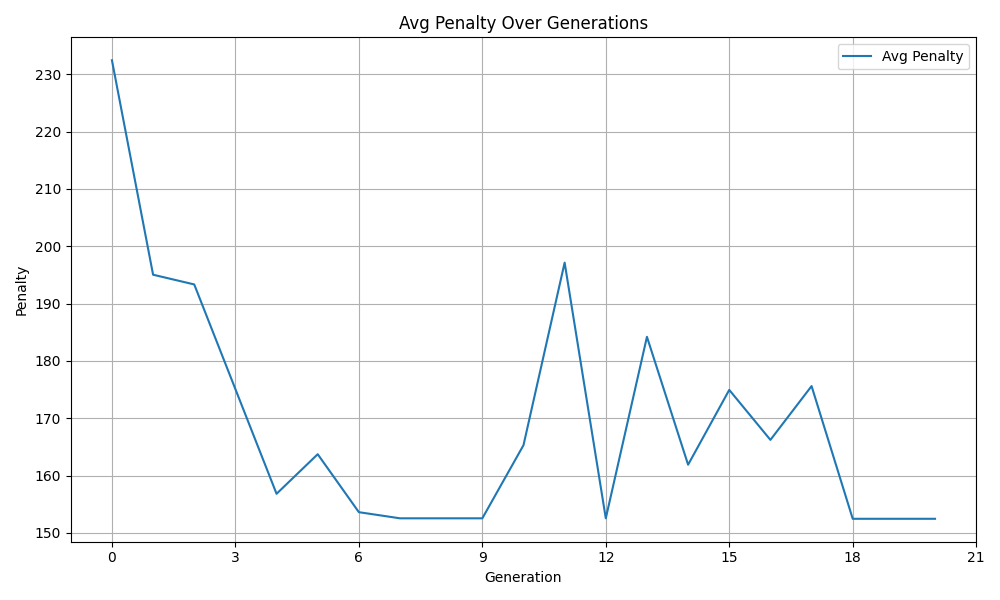 Avg Penalty Over Generations
Avg Penalty
Penalty
230
220
210
200
190
180
170
160
150
0 3 6 9 12 15 18 21
Generation